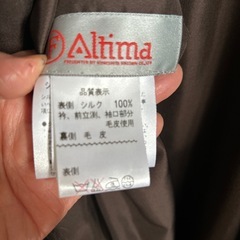 Altima
品質表示
表側 シルク 100%
衿、前立測、袖口部分
毛皮使用
裏側 毛 皮
表側